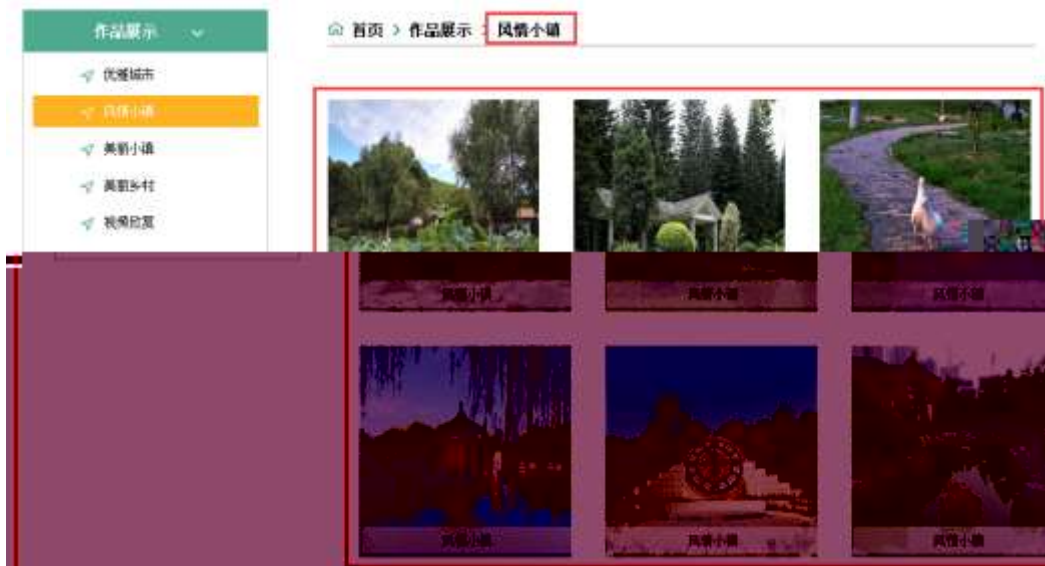 作品展示
优雅城市
风情小镇
美丽小镇
美丽乡村
视频欣赏
首页 > 作品展示 > 风情小镇
风情小镇 风情小镇 风情小镇
风情小镇 风情小镇 风情小镇